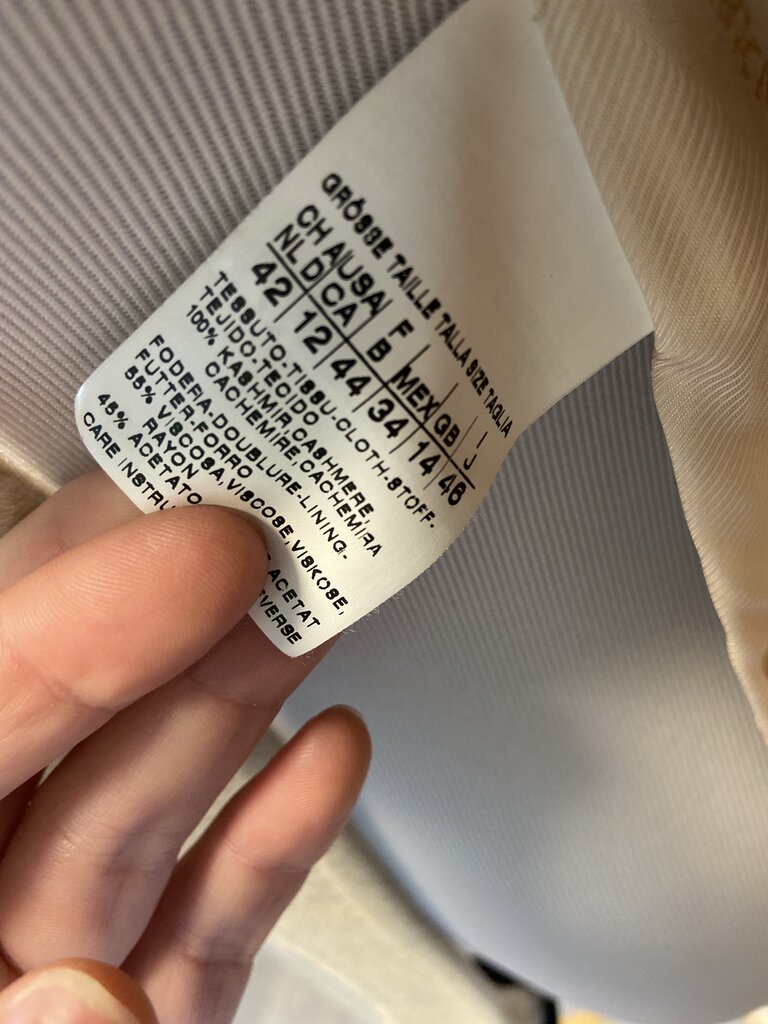 GRÖSSE TAILLE TALLA SIZE TAGLIA
CH A USA F | | I
NL D CA B MEX GB J
42 12 44 34 14 46
TESSUTO-TISSU-CLOTH-STOFF-
TEJIDO-TECIDO
100% KASHMIR,CASHMERE,
CACHEMIRE,CACHEMIRA
FODERA-DOUBLURE-LINING-
FUTTER-FORRO
55% VISCOSA,VISCOSE,VISKOSE,
RAYON
45% ACETATO ACETAT
CARE INSTRU EVERSE